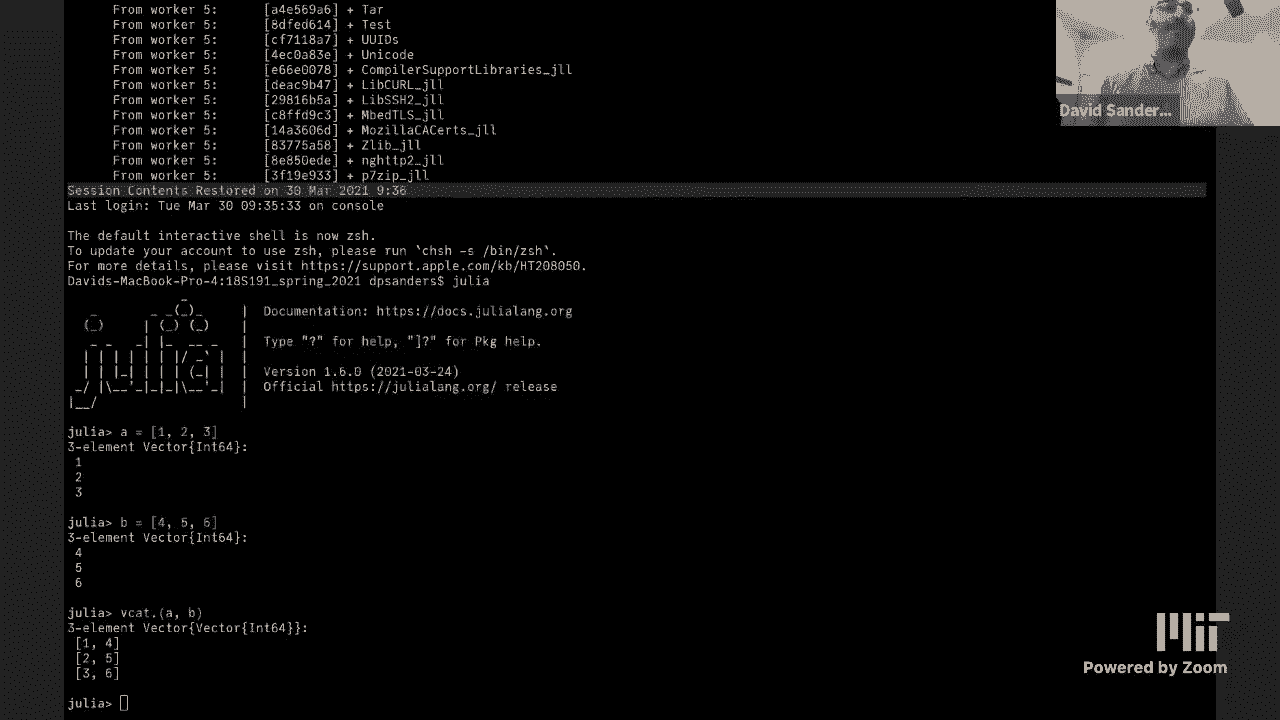 From worker 5: [a4e569a6] + Tar
From worker 5: [8dfed614] + Test
From worker 5: [cf7118a7] + UUIDs
From worker 5: [4ec0a83e] + Unicode
From worker 5: [e66e0078] + CompilerSupportLibraries_jll
From worker 5: [deac9b47] + LibCURL_jll
From worker 5: [29816b5a] + LibSSH2_jll
From worker 5: [c8ffd9c3] + MbedTLS_jll
From worker 5: [14a3606d] + MozillaCACerts_jll
From worker 5: [83775a58] + Zlib_jll
From worker 5: [8e850ede] + nghttp2_jll
From worker 5: [3f19e933] + p7zip_jll
David Sander...
Session Contents Restored on 30 Mar 2021 9:36
Last login: Tue Mar 30 09:35:33 on console
The default interactive shell is now zsh.
To update your account to use zsh, please run `chsh -s /bin/zsh`.
For more details, please visit https://support.apple.com/kb/HT208050.
Davids-MacBook-Pro-4:18S191_spring_2021 dpsanders$ julia
Documentation: https://docs.julialang.org
Type "?" for help, "]?" for Pkg help.
Version 1.6.0 (2021-03-24)
Official https://julialang.org/ release
julia> a = [1, 2, 3]
3-element Vector{Int64}:
1
2
3
julia> b = [4, 5, 6]
3-element Vector{Int64}:
4
5
6
julia> vcat.(a, b)
3-element Vector{Vector{Int64}}:
[1, 4]
[2, 5]
[3, 6]
julia>
MIT
Powered by Zoom